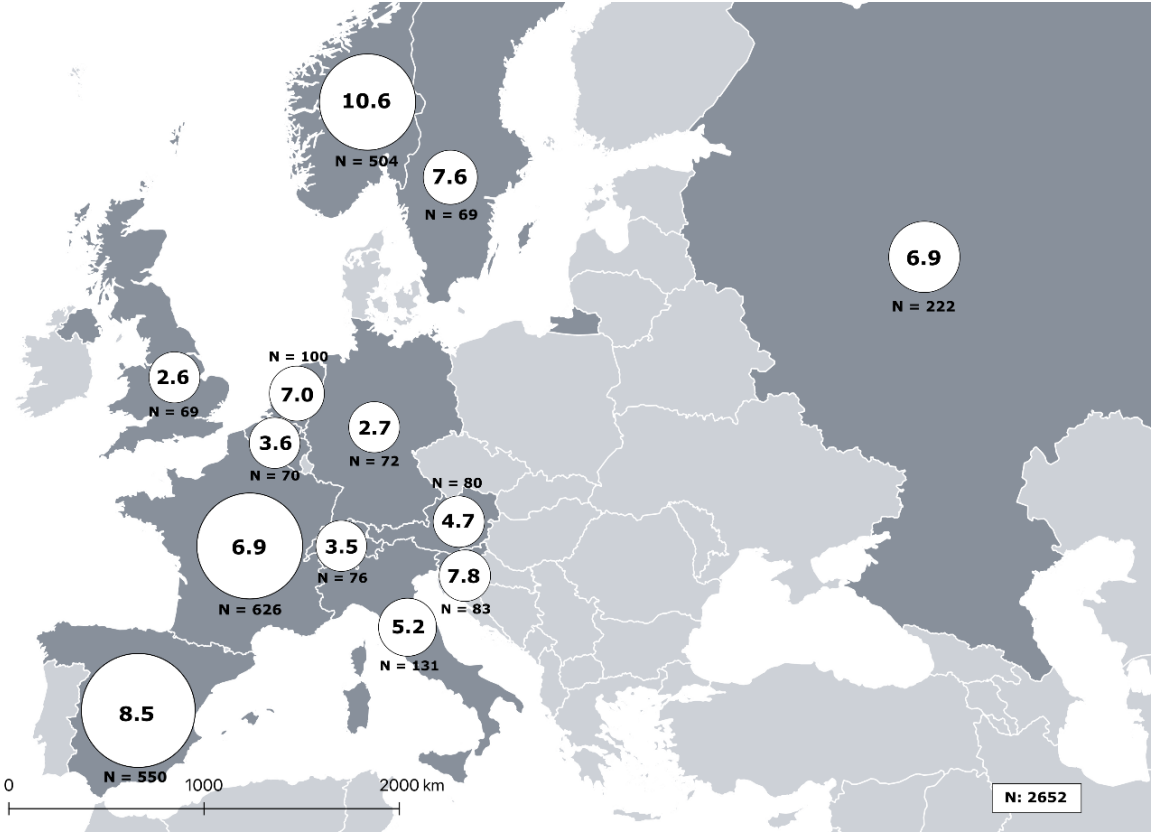 10.6
N = 504
7.6
N = 69
6.9
N = 222
N = 100
2.6
7.0
N = 69
2.7
3.6
N = 72
N = 70
N = 80
4.7
6.9
3.5
N = 76
7.8
N = 626
N = 83
5.2
N = 131
8.5
N = 550
0 1000 2000 km
N: 2652